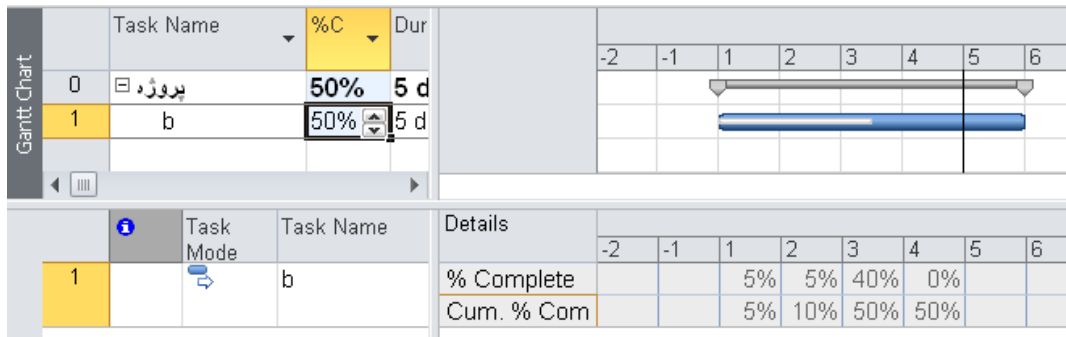 Gantt Chart
Task Name %C Dur
-2 -1 1 2 3 4 5 6
0 پروژه 50% 5 d
1 b 50% 5 d
Task Mode Task Name Details
-2 -1 1 2 3 4 5 6
1 b % Complete 5% 5% 40% 0%
Cum. % Com 5% 10% 50% 50%